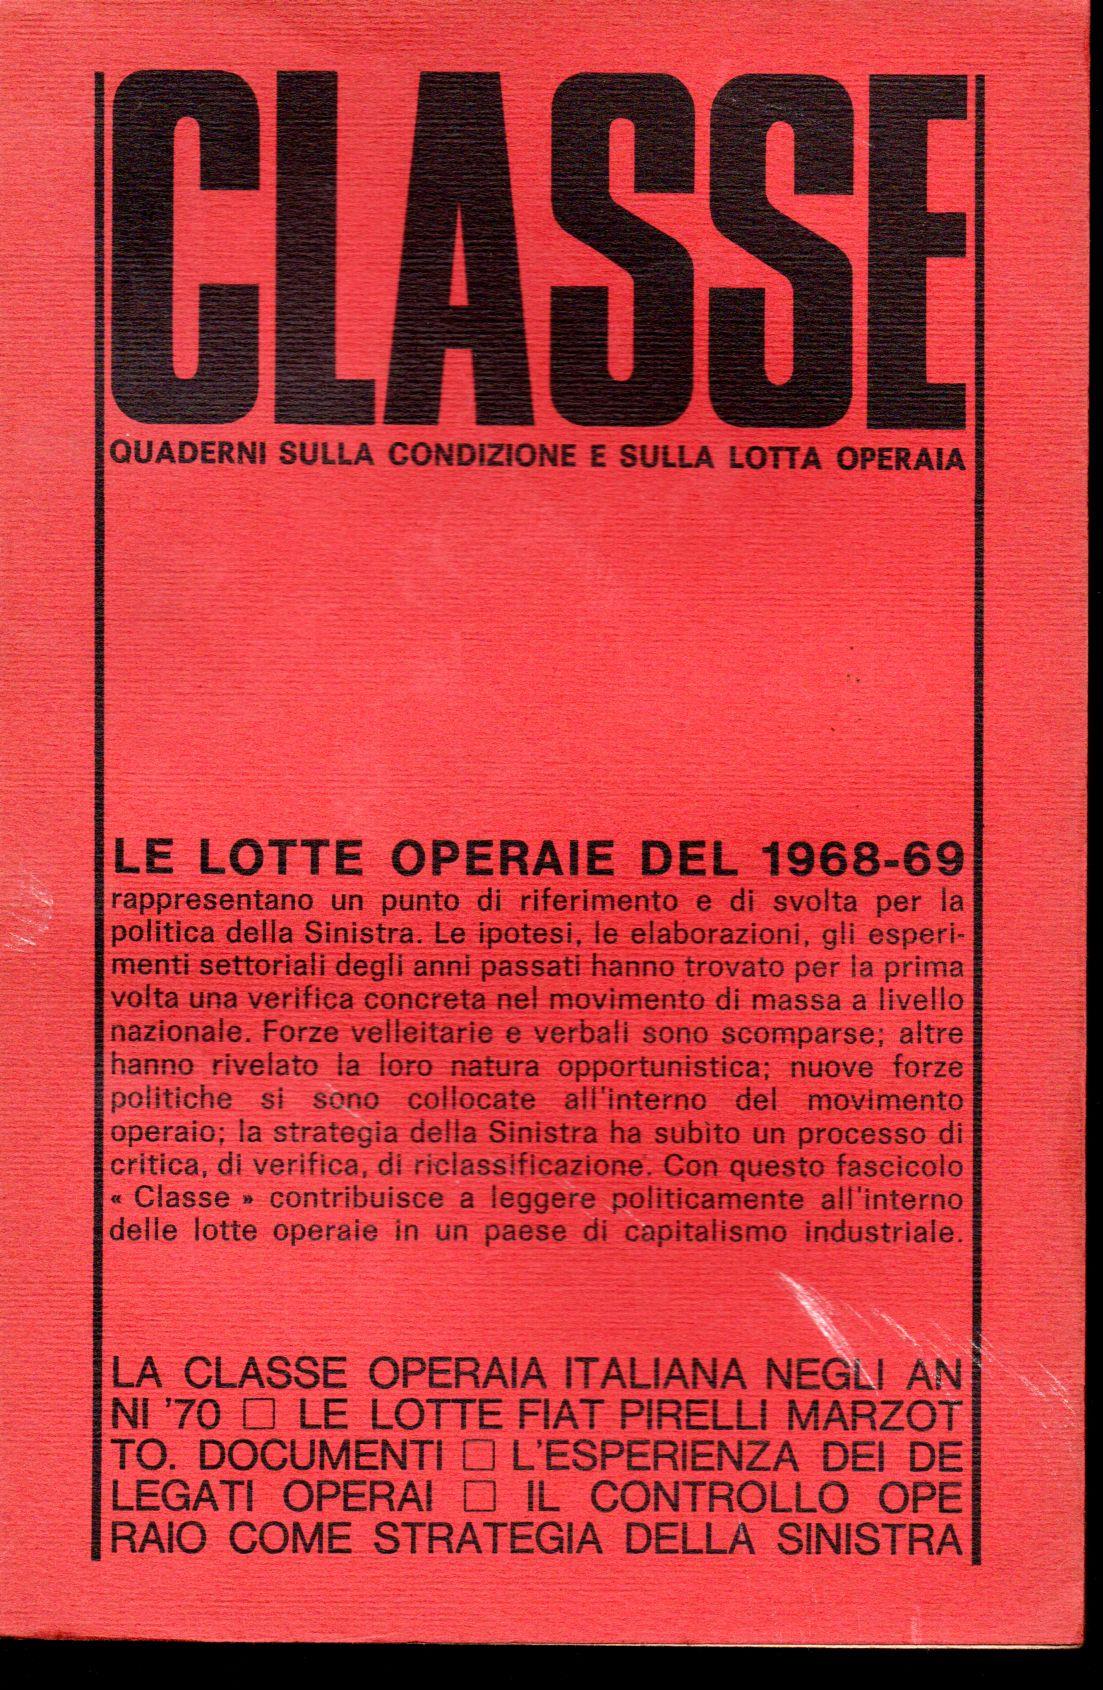 CLASSE
QUADERNI SULLA CONDIZIONE E SULLA LOTTA OPERAIA
LE LOTTE OPERAIE DEL 1968-69
rappresentano un punto di riferimento e di svolta per la
politica della Sinistra. Le ipotesi, le elaborazioni, gli esperi-
menti settoriali degli anni passati hanno trovato per la prima
volta una verifica concreta nel movimento di massa a livello
nazionale. Forze velleitarie e verbali sono scomparse; altre
hanno rivelato la loro natura opportunistica; nuove forze
politiche si sono collocate all'interno del movimento
operaio; la strategia della Sinistra ha subìto un processo di
critica, di verifica, di riclassificazione. Con questo fascicolo
« Classe » contribuisce a leggere politicamente all'interno
delle lotte operaie in un paese di capitalismo industriale.
LA CLASSE OPERAIA ITALIANA NEGLI AN
NI '70 □ LE LOTTE FIAT PIRELLI MARZOT
TO. DOCUMENTI □ L'ESPERIENZA DEI DE
LEGATI OPERAI □ IL CONTROLLO OPE
RAIO COME STRATEGIA DELLA SINISTRA